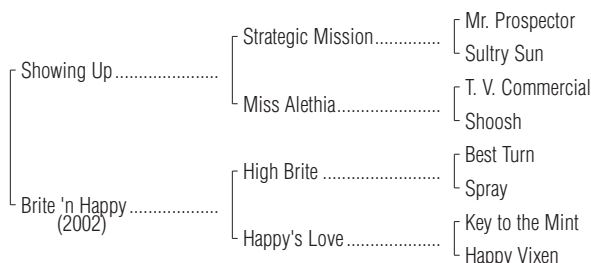 Mr. Prospector
Strategic Mission..............
Sultry Sun
Showing Up......................
T. V. Commercial
Miss Alethia......................
Shoosh
Best Turn
High Brite .........................
Spray
Brite 'n Happy...................
(2002)
Key to the Mint
Happy's Love....................
Happy Vixen